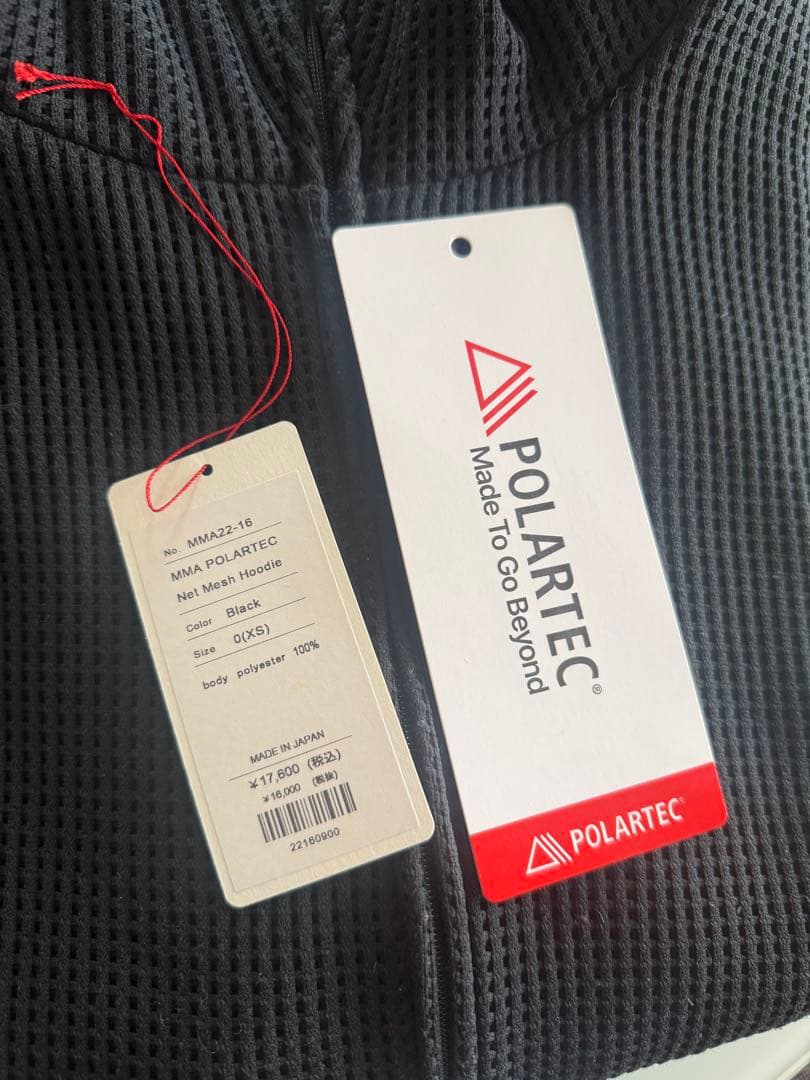 No. MMA22-16
MMA POLARTEC
Net Mesh Hoodie
Color Black
Size 0(XS)
body polyester 100%
MADE IN JAPAN
¥17,600 (税込)
¥16,000 (税抜)
22160900
POLARTEC®
Made To Go Beyond
POLARTEC®